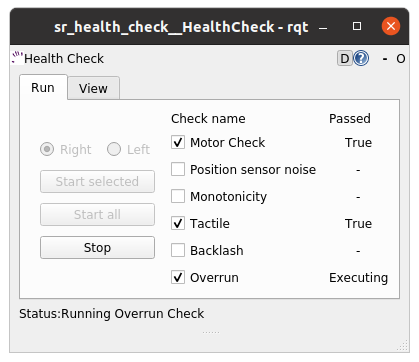 sr_health_check__HealthCheck - rqt
Health Check D ? - O
Run View
Check name Passed
Motor Check True
Right Left Position sensor noise -
Start selected
Monotonicity -
Start all
Tactile True
Stop Backlash -
Overrun Executing
Status:Running Overrun Check